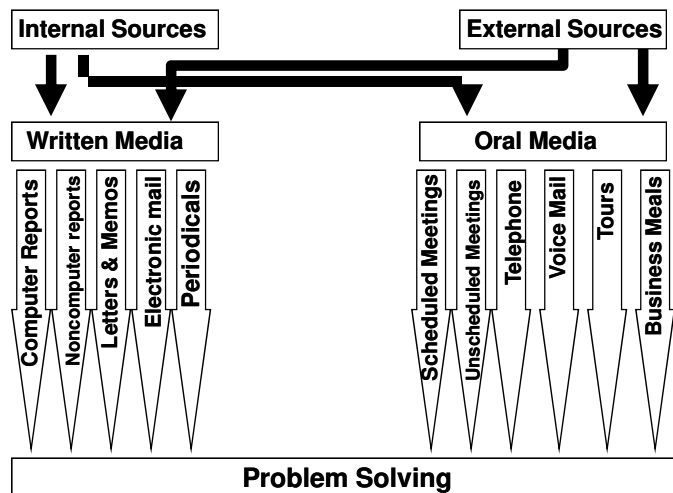 Internal Sources
External Sources
Written Media
Oral Media
Computer Reports
Noncomputer reports
Letters & Memos
Electronic mail
Periodicals
Scheduled Meetings
Unscheduled Meetings
Telephone
Voice Mail
Tours
Business Meals
Problem Solving